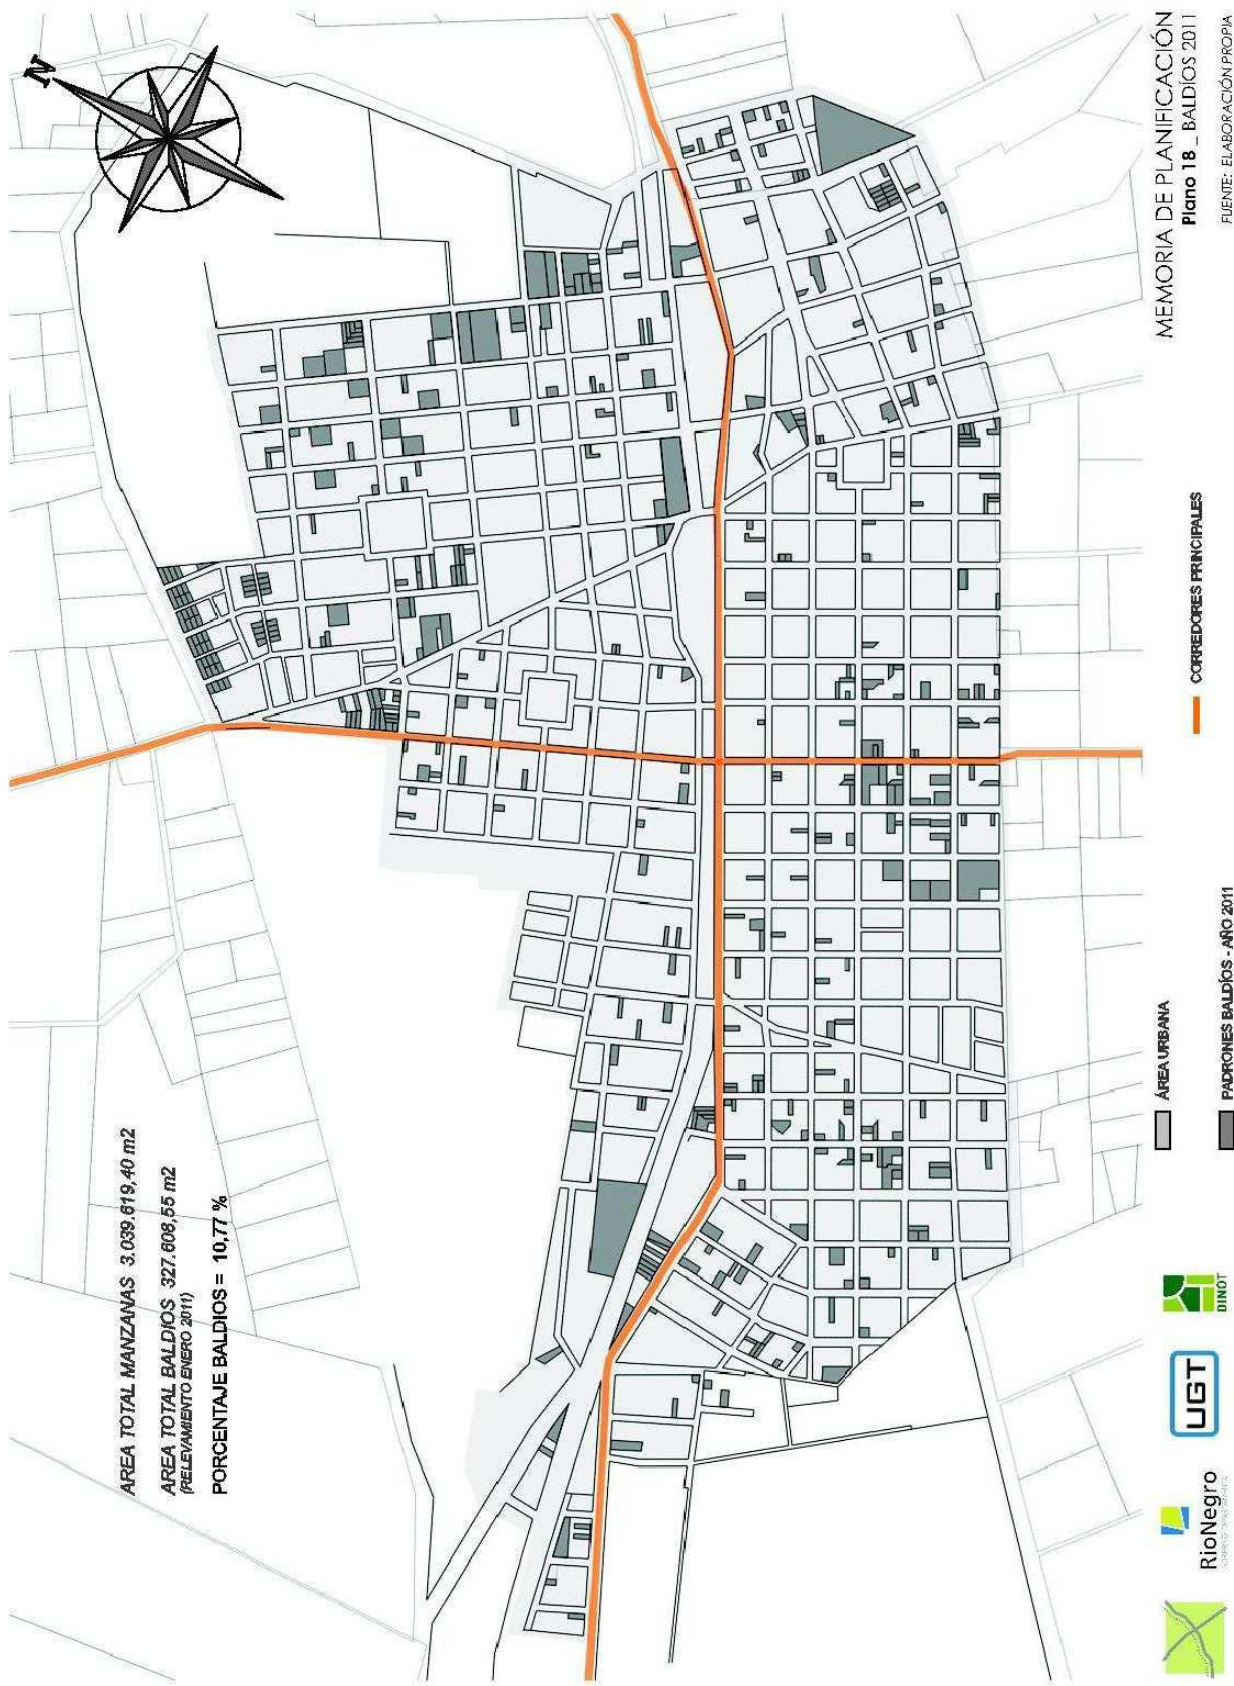 N
AREA TOTAL MANZANAS 3.039.619,40 m2
AREA TOTAL BALDIOS 327.608,55 m2
(RELEVAMIENTO ENERO 2011)
PORCENTAJE BALDIOS = 10,77 %
RioNegro
UGT
DINOT
ÁREA URBANA
PADRONES BALDÍOS - AÑO 2011
CORREDORES PRINCIPALES
MEMORIA DE PLANIFICACIÓN
Plano 18 _ BALDÍOS 2011
FUENTE: ELABORACIÓN PROPIA